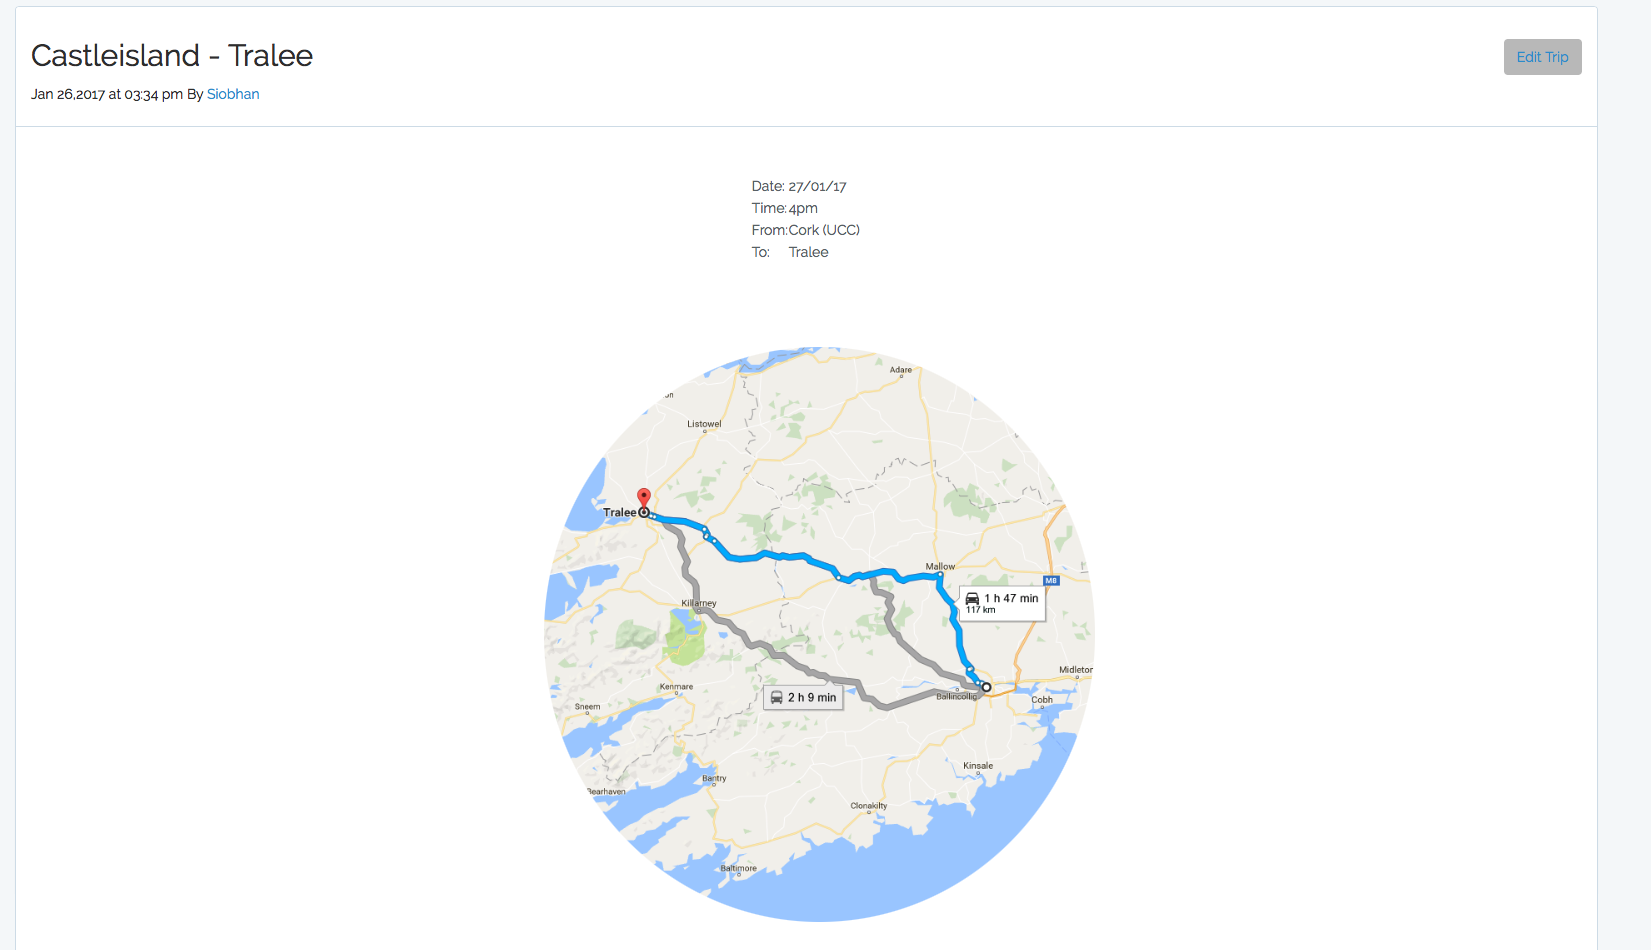 Castleisland - Tralee
Edit Trip
Jan 26,2017 at 03:34 pm By Siobhan
Date: 27/01/17
Time: 4pm
From: Cork (UCC)
To: Tralee
Adare
Listowel
Tralee
Mallow
M8
1 h 47 min
117 km
Killarney
Midleton
Kenmare
2 h 9 min
Ballincollig
Cobh
Sneem
Kinsale
Bantry
Bearhaven
Clonakilty
Baltimore